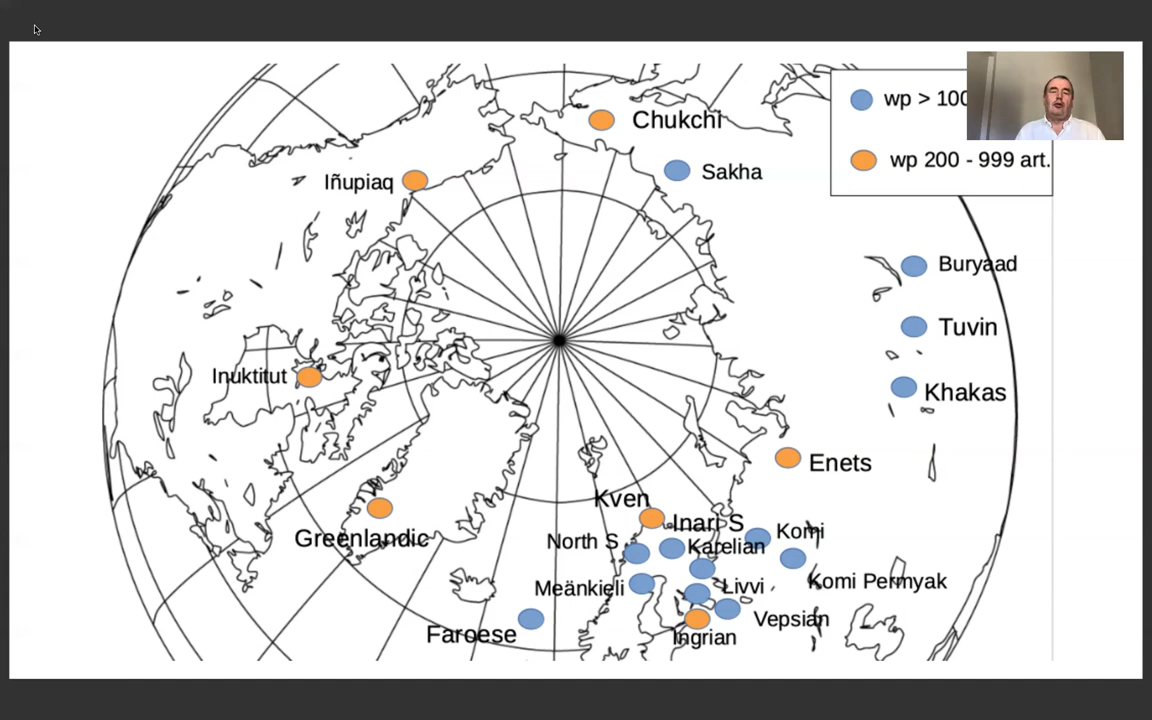 wp > 100
wp 200 - 999 art.
Chukchi
Sakha
Iñupiaq
Buryaad
Tuvin
Khakas
Inuktitut
Enets
Kven
Inari S
Greenlandic
North S
Karelian
Komi
Meänkieli
Livvi
Komi Permyak
Vepsian
Faroese
Ingrian